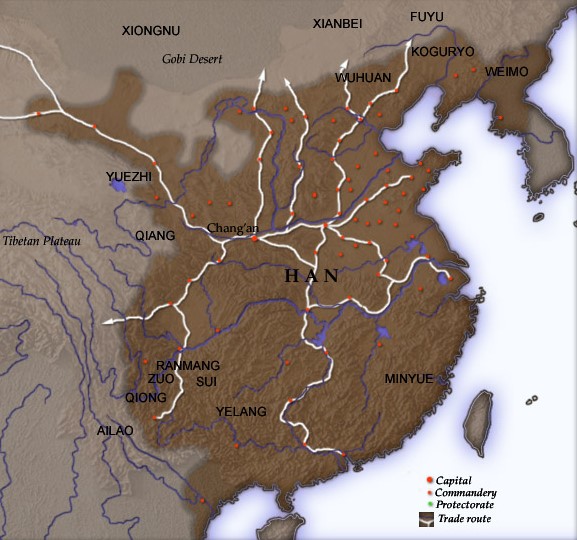 FUYU
XIANBEI
XIONGNU
KOGURYO
Gobi Desert
WEIMO
WUHUAN
YUEZHI
Chang'an
QIANG
Tibetan Plateau
HAN
RANMANG
ZUO
SUI
MINYUE
QIONG
YELANG
AILAO
Capital
Commandery
Protectorate
Trade route